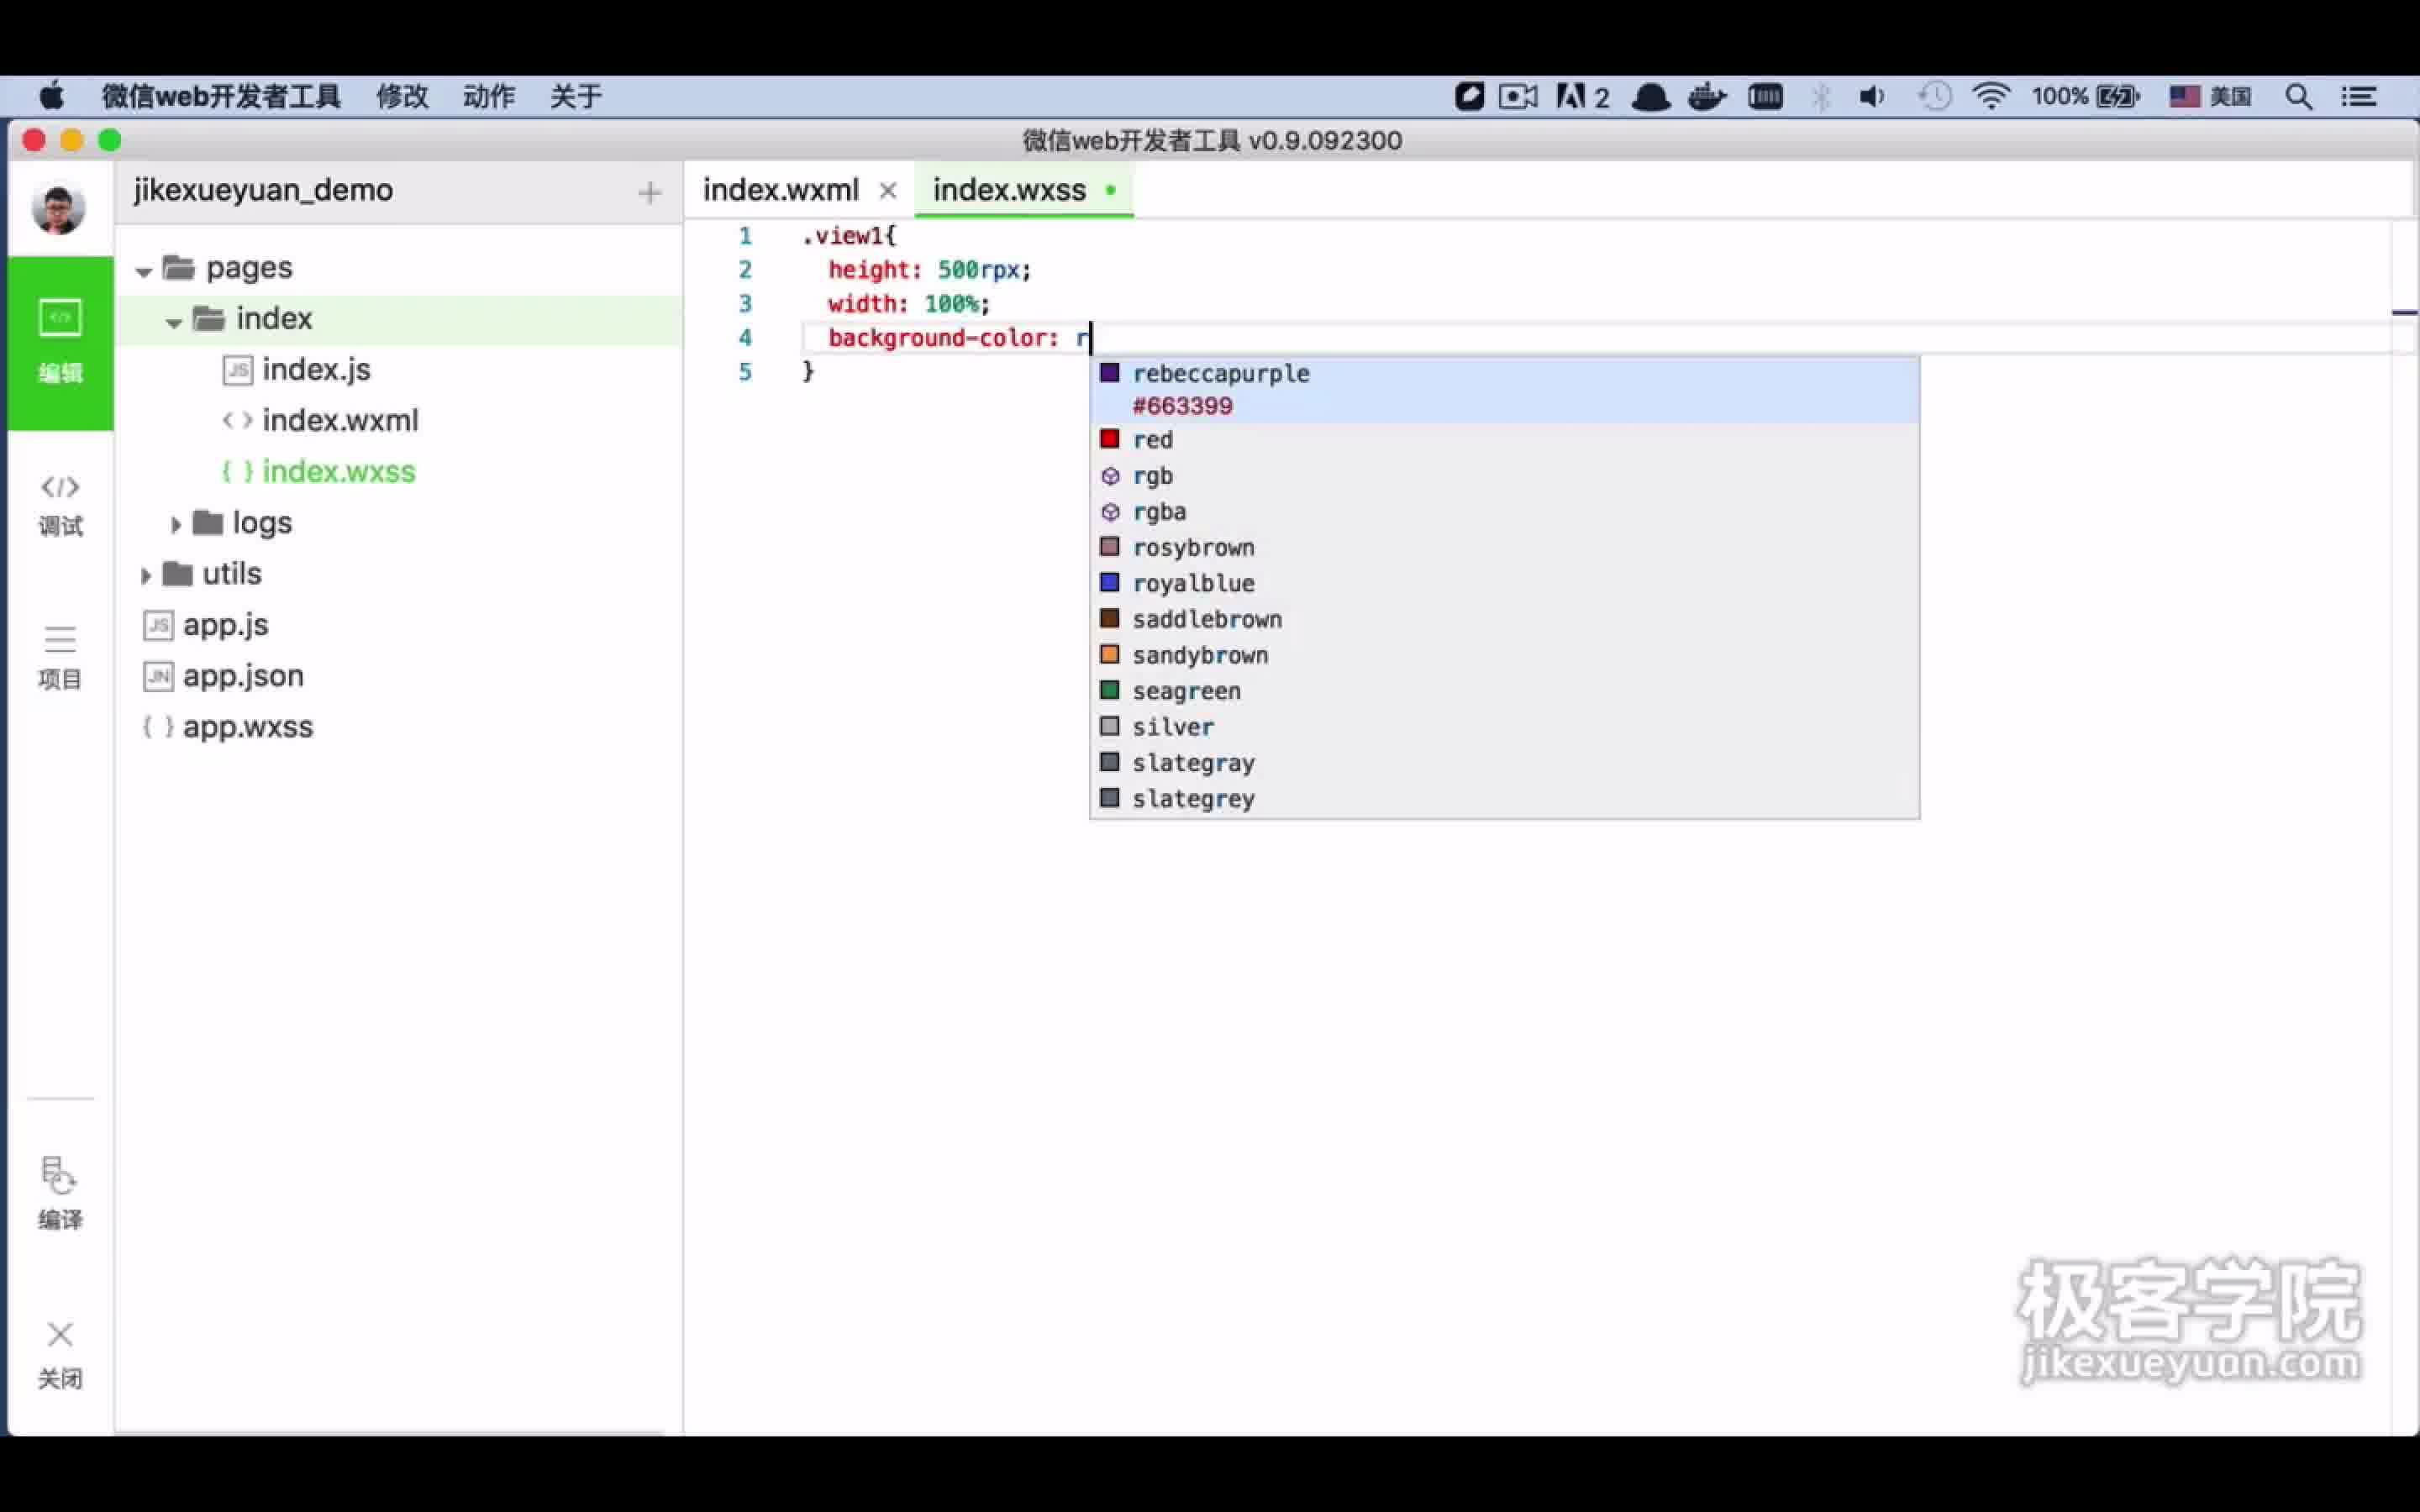 微信web开发者工具 修改 动作 关于 2 100% 美国
微信web开发者工具 v0.9.092300
jikexueyuan_demo
index.wxml index.wxss
编辑
调试
项目
编译
关闭
pages
index
JS index.js
index.wxml
{ } index.wxss
logs
utils
JS app.js
JN app.json
{ } app.wxss
1 .view1{
2 height: 500rpx;
3 width: 100%;
4 background-color: r
5 }
rebeccapurple
#663399
red
rgb
rgba
rosybrown
royalblue
saddlebrown
sandybrown
seagreen
silver
slategray
slategrey
极客学院
jikexueyuan.com